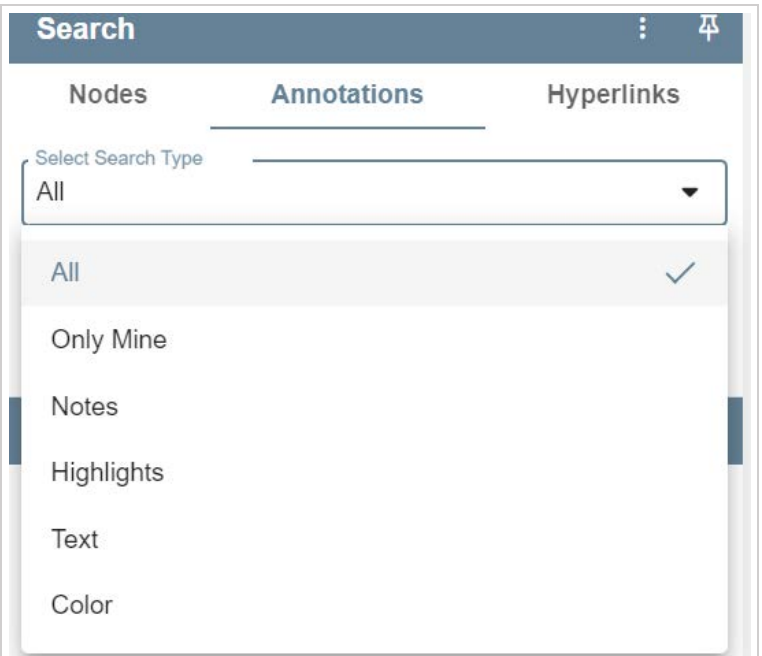 Search
Nodes Annotations Hyperlinks
Select Search Type
All
All
Only Mine
Notes
Highlights
Text
Color